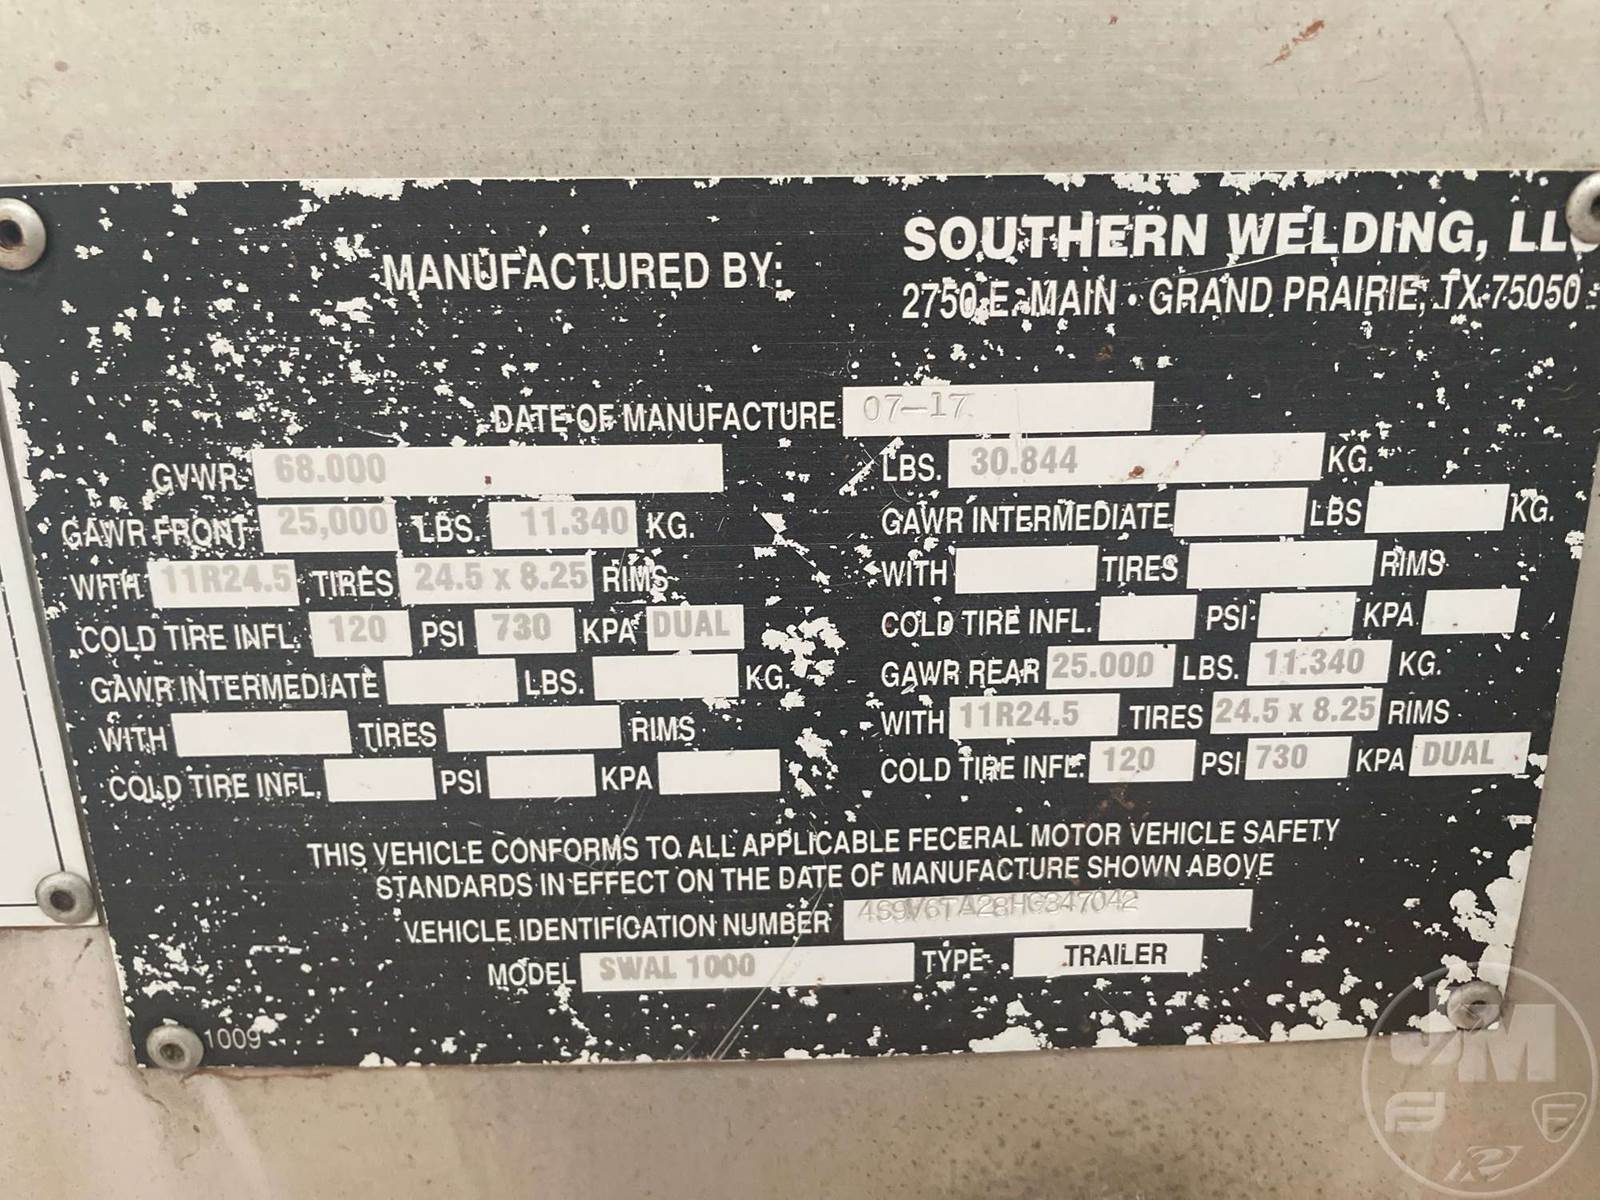 SOUTHERN WELDING, LLC
MANUFACTURED BY:
2750 E. MAIN • GRAND PRAIRIE, TX 75050
DATE OF MANUFACTURE 07-17
GVWR 68.000 LBS. 30.844 KG.
GAWR FRONT 25,000 LBS. 11.340 KG.
WITH 11R24.5 TIRES 24.5 x 8.25 RIMS
COLD TIRE INFL. 120 PSI 730 KPA DUAL
GAWR INTERMEDIATE LBS. KG.
WITH TIRES RIMS
COLD TIRE INFL. PSI KPA
GAWR INTERMEDIATE LBS KG.
WITH TIRES RIMS
COLD TIRE INFL. PSI KPA
GAWR REAR 25.000 LBS. 11.340 KG.
WITH 11R24.5 TIRES 24.5 x 8.25 RIMS
COLD TIRE INFL. 120 PSI 730 KPA DUAL
THIS VEHICLE CONFORMS TO ALL APPLICABLE FECERAL MOTOR VEHICLE SAFETY
STANDARDS IN EFFECT ON THE DATE OF MANUFACTURE SHOWN ABOVE
VEHICLE IDENTIFICATION NUMBER 4S9V6TA28HG347042
MODEL SWAL 1000 TYPE TRAILER
1009
JM